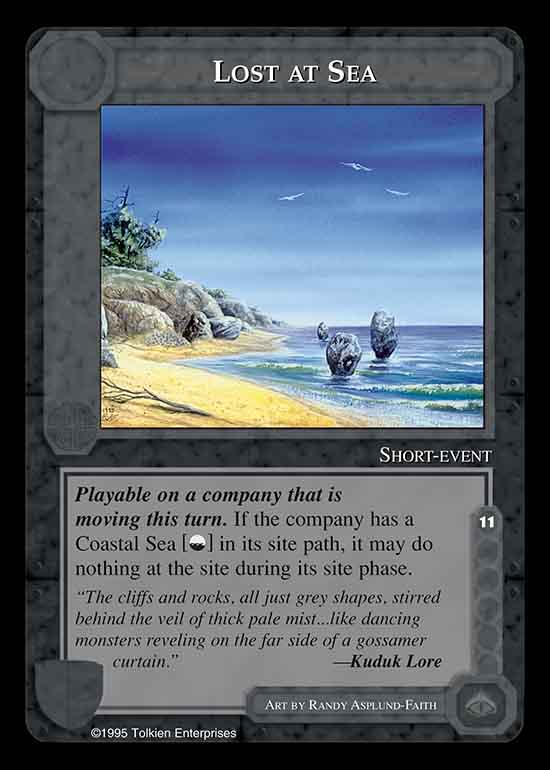 Lost at Sea
Short-event
Playable on a company that is
moving this turn. If the company has a
Coastal Sea [] in its site path, it may do
nothing at the site during its site phase.
“The cliffs and rocks, all just grey shapes, stirred
behind the veil of thick pale mist...like dancing
monsters reveling on the far side of a gossamer
curtain.” —Kuduk Lore
11
Art by Randy Asplund-Faith
©1995 Tolkien Enterprises